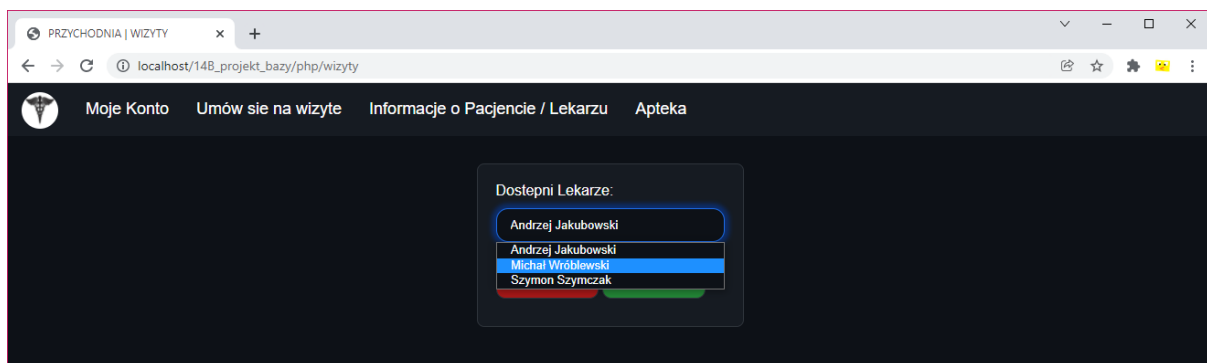 PRZYCHODNIA | WIZYTY
localhost/14B_projekt_bazy/php/wizyty
Moje Konto Umów sie na wizyte Informacje o Pacjencie / Lekarzu Apteka
Dostepni Lekarze:
Andrzej Jakubowski
Andrzej Jakubowski
Michał Wróblewski
Szymon Szymczak